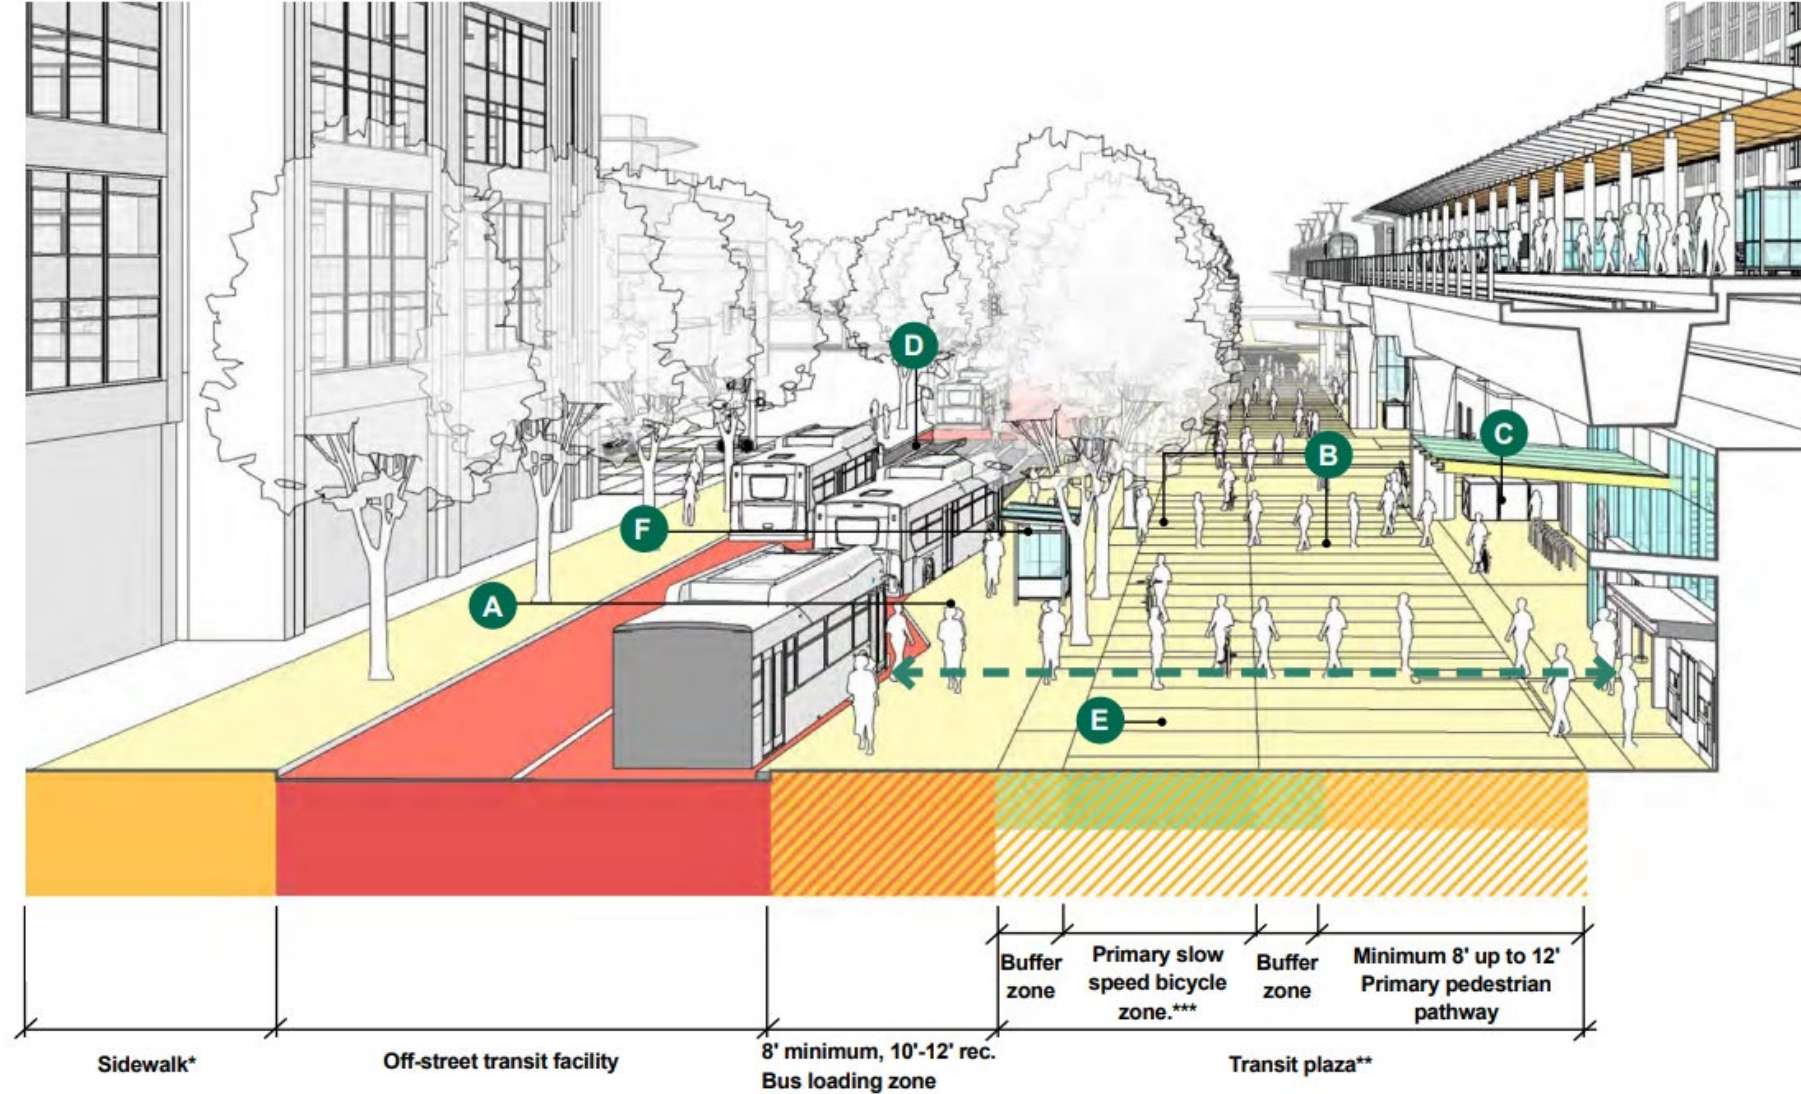 D
C
B
F
A
E
Buffer
zone
Primary slow
speed bicycle
zone.***
Buffer
zone
Minimum 8' up to 12'
Primary pedestrian
pathway
Sidewalk*
Off-street transit facility
8' minimum, 10'-12' rec.
Bus loading zone
Transit plaza**